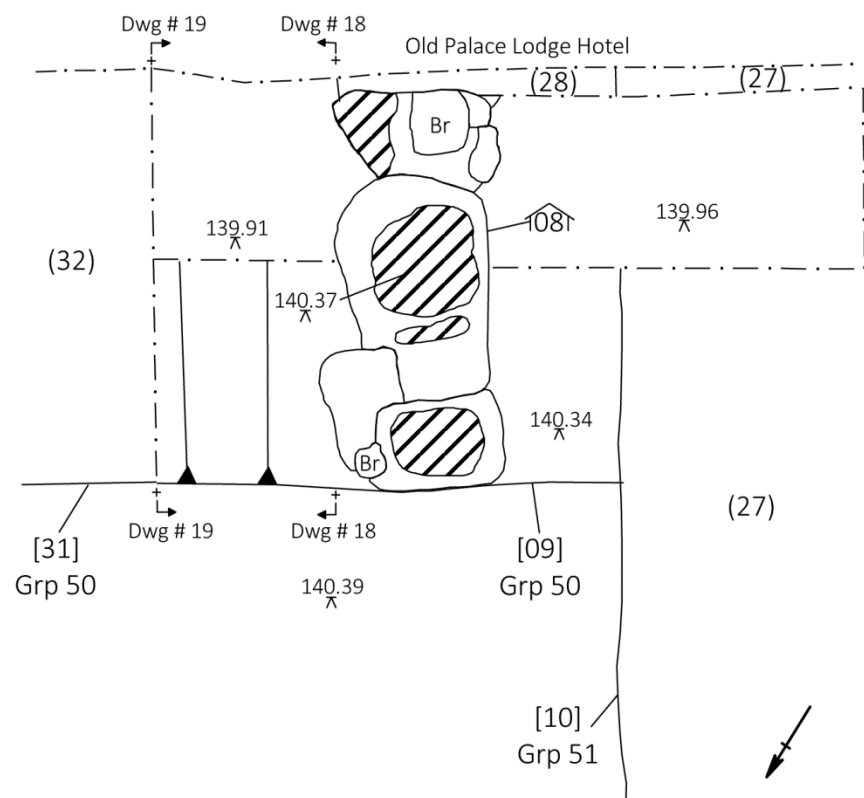 Dwg # 19
Dwg # 18
Old Palace Lodge Hotel
(28)
(27)
Br
139.91
08
139.96
(32)
140.37
140.34
Br
(27)
Dwg # 19
Dwg # 18
[31]
Grp 50
[09]
Grp 50
140.39
[10]
Grp 51